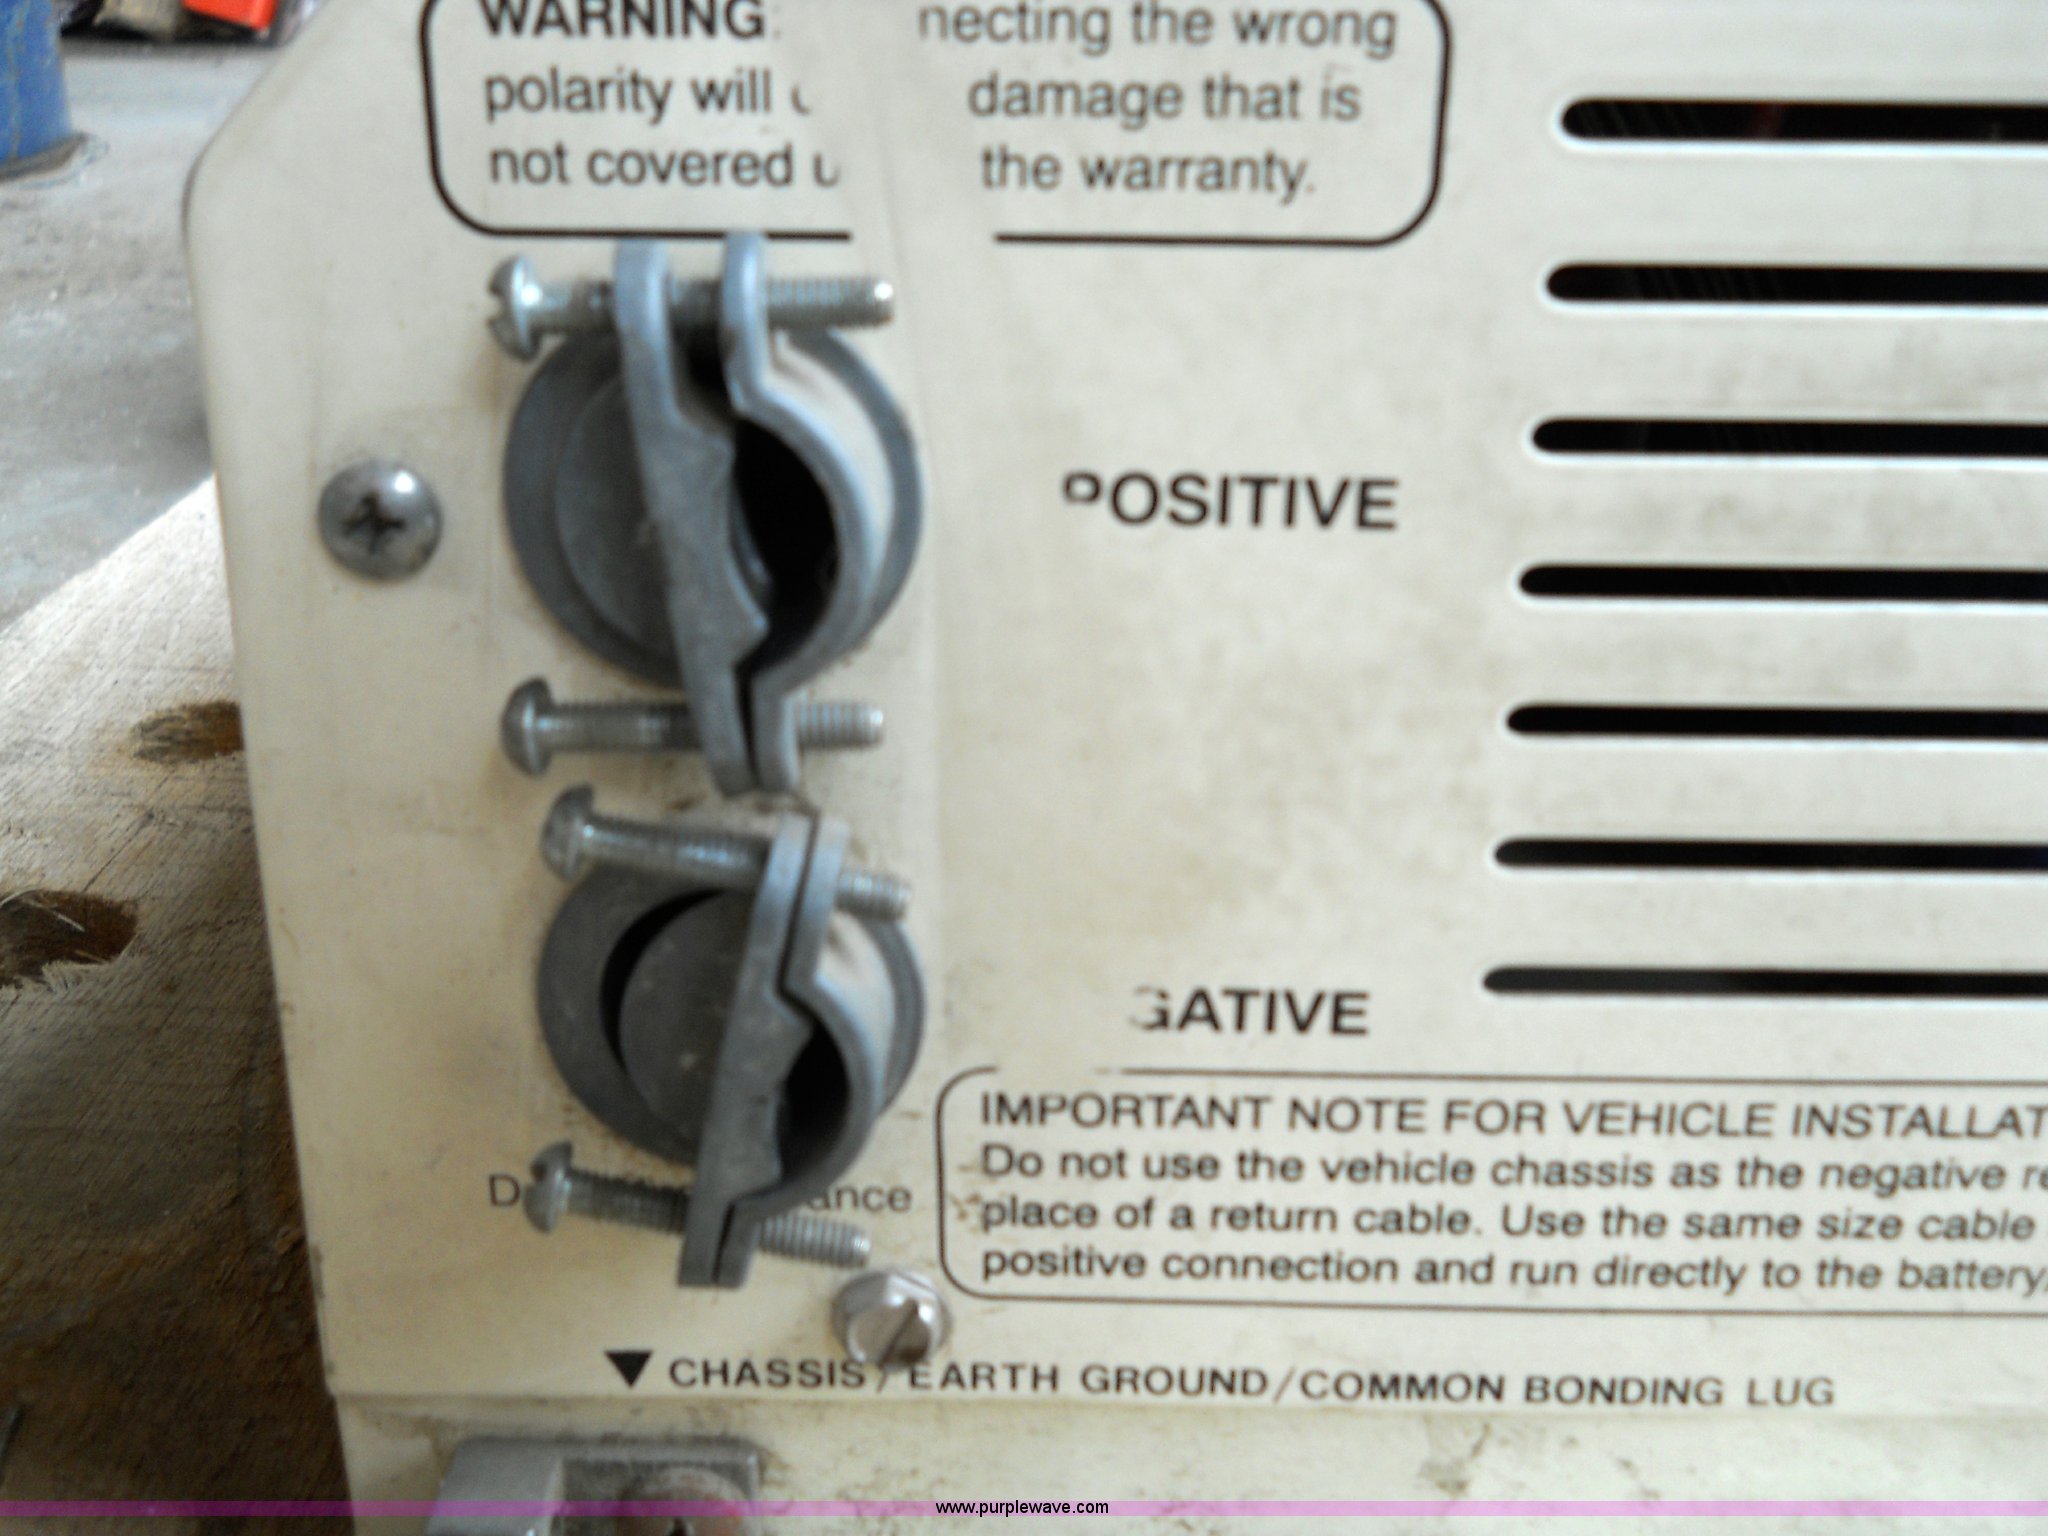 WARNING: necting the wrong
polarity will damage that is
not covered the warranty.
POSITIVE
GATIVE
IMPORTANT NOTE FOR VEHICLE INSTALLAT
Do not use the vehicle chassis as the negative re
place of a return cable. Use the same size cable
positive connection and run directly to the battery
D ance
CHASSIS/EARTH GROUND/COMMON BONDING LUG
www.purplewave.com